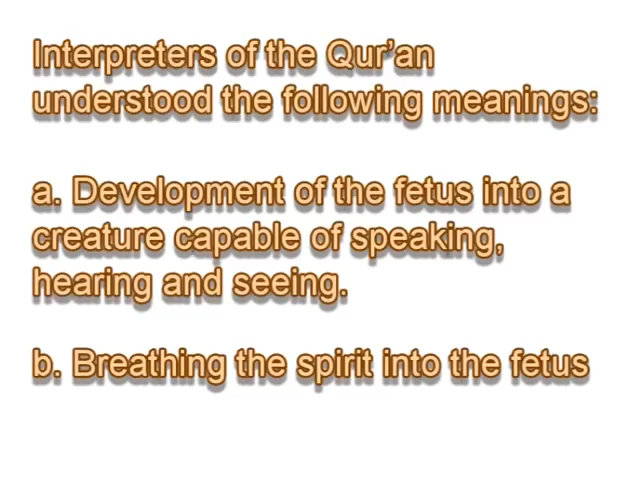 Interpreters of the Qur’an
understood the following meanings:
a. Development of the fetus into a
creature capable of speaking,
hearing and seeing.
b. Breathing the spirit into the fetus